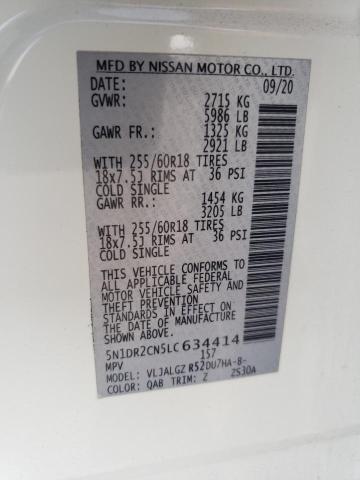 MFD BY NISSAN MOTOR CO., LTD.
DATE: 09/20
GVWR: 2715 KG
5986 LB
GAWR FR.: 1325 KG
2921 LB
WITH 255/60R18 TIRES
18x7.5J RIMS AT 36 PSI
COLD SINGLE
GAWR RR.: 1454 KG
3205 LB
WITH 255/60R18 TIRES
18x7.5J RIMS AT 36 PSI
COLD SINGLE
THIS VEHICLE CONFORMS TO
ALL APPLICABLE FEDERAL
MOTOR VEHICLE SAFETY
AND THEFT PREVENTION
STANDARDS IN EFFECT ON
THE DATE OF MANUFACTURE
SHOWN ABOVE.
5N1DR2CN5LC634414
MPV 157
MODEL: VLJALGZ R52DU7HA-B-
COLOR: QAB TRIM: Z ZS30A